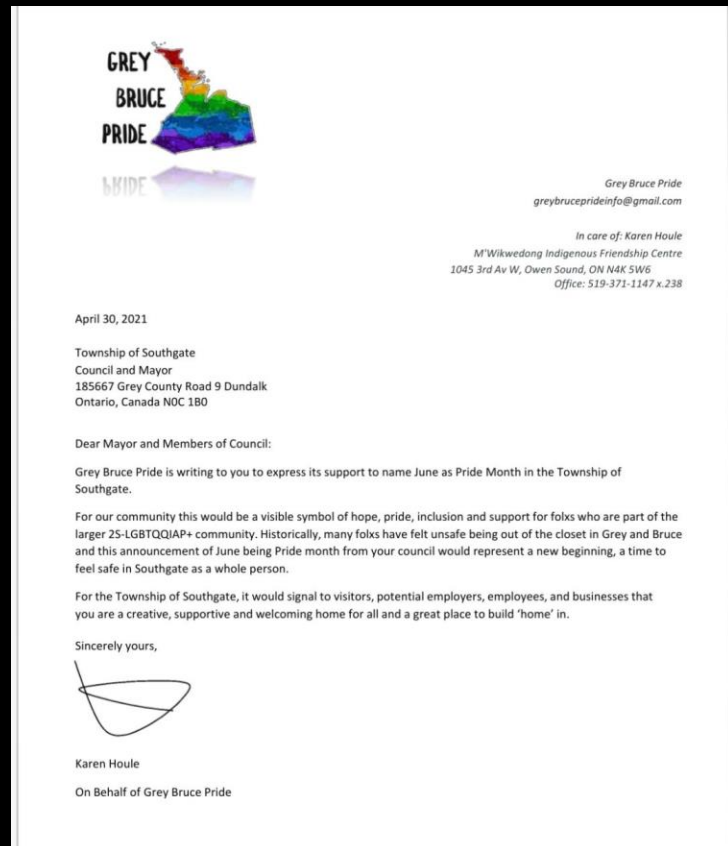 GREY
BRUCE
PRIDE
PRIDE
Grey Bruce Pride
greybruceprideinfo@gmail.com
In care of: Karen Houle
M'Wikwedong Indigenous Friendship Centre
1045 3rd Av W, Owen Sound, ON N4K 5W6
Office: 519-371-1147 x.238
April 30, 2021
Township of Southgate
Council and Mayor
185667 Grey County Road 9 Dundalk
Ontario, Canada N0C 1B0
Dear Mayor and Members of Council:
Grey Bruce Pride is writing to you to express its support to name June as Pride Month in the Township of
Southgate.
For our community this would be a visible symbol of hope, pride, inclusion and support for folxs who are part of the
larger 2S-LGBTQQIAP+ community. Historically, many folxs have felt unsafe being out of the closet in Grey and Bruce
and this announcement of June being Pride month from your council would represent a new beginning, a time to
feel safe in Southgate as a whole person.
For the Township of Southgate, it would signal to visitors, potential employers, employees, and businesses that
you are a creative, supportive and welcoming home for all and a great place to build 'home' in.
Sincerely yours,
Karen Houle
On Behalf of Grey Bruce Pride